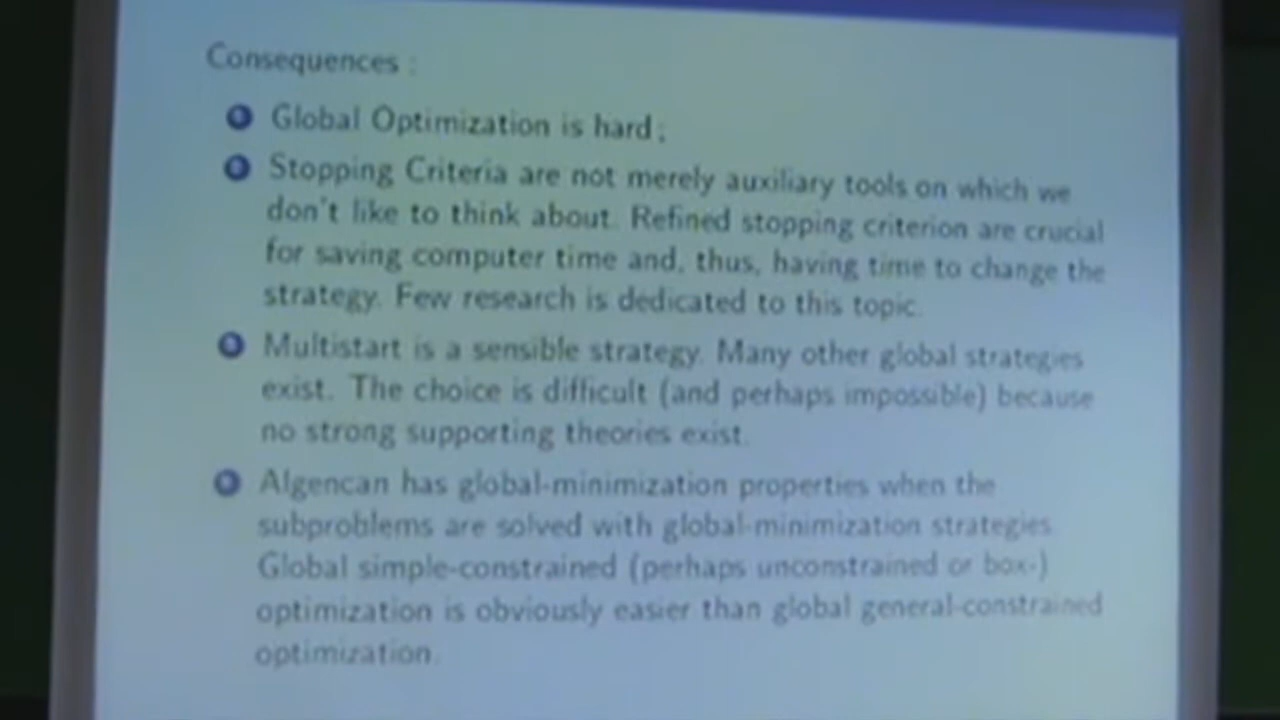 Consequences :
Global Optimization is hard ;
Stopping Criteria are not merely auxiliary tools on which we
don't like to think about. Refined stopping criterion are crucial
for saving computer time and, thus, having time to change the
strategy. Few research is dedicated to this topic.
Multistart is a sensible strategy. Many other global strategies
exist. The choice is difficult (and perhaps impossible) because
no strong supporting theories exist.
Algencan has global-minimization properties when the
subproblems are solved with global-minimization strategies.
Global simple-constrained (perhaps unconstrained or box-)
optimization is obviously easier than global general-constrained
optimization.